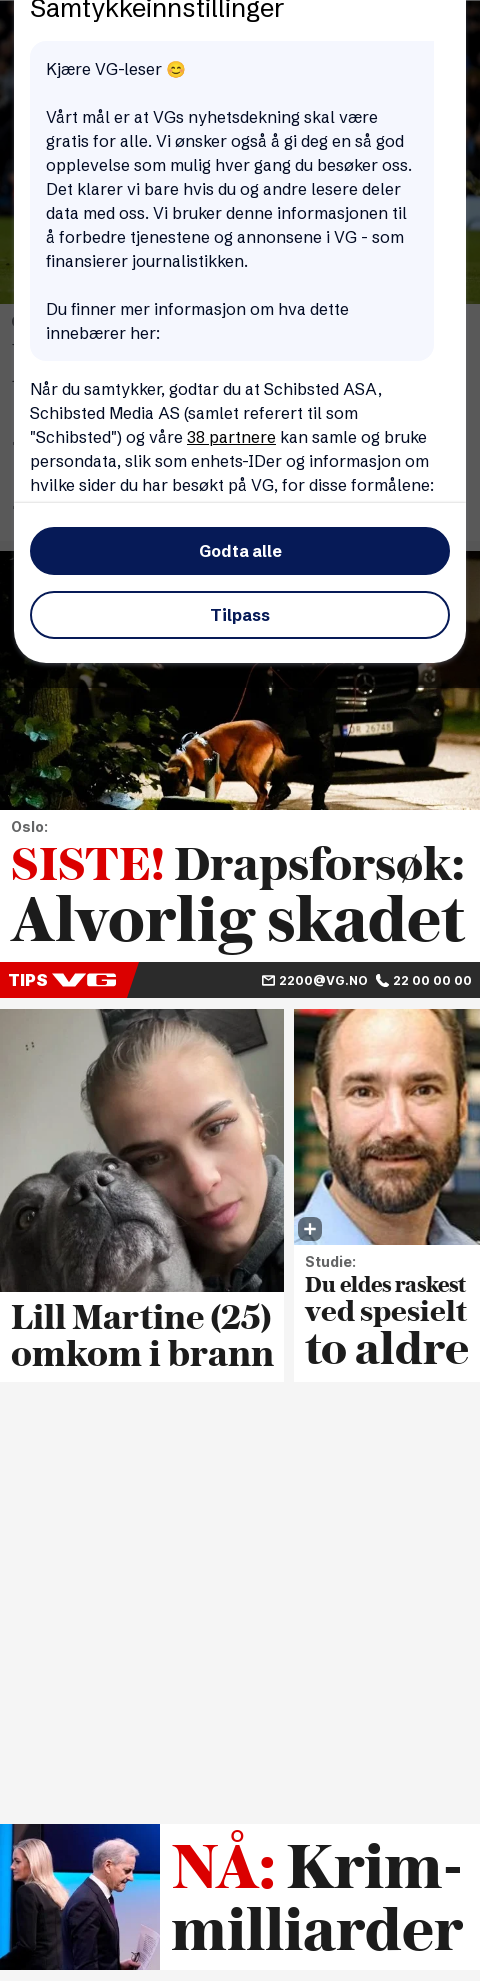 Samtykkeinnstillinger
Kjære VG-leser 😊
Vårt mål er at VGs nyhetsdekning skal være
gratis for alle. Vi ønsker også å gi deg en så god
opplevelse som mulig hver gang du besøker oss.
Det klarer vi bare hvis du og andre lesere deler
data med oss. Vi bruker denne informasjonen til
å forbedre tjenestene og annonsene i VG - som
finansierer journalistikken.
Du finner mer informasjon om hva dette
innebærer her:
Når du samtykker, godtar du at Schibsted ASA,
Schibsted Media AS (samlet referert til som
"Schibsted") og våre 38 partnere kan samle og bruke
persondata, slik som enhets-IDer og informasjon om
hvilke sider du har besøkt på VG, for disse formålene:
Godta alle
Tilpass
Oslo:
SISTE! Drapsforsøk:
Alvorlig skadet
TIPS VG 2200@VG.NO 22 00 00 00
Lill Martine (25)
omkom i brann
Studie:
Du eldes raskest
ved spesielt
to aldre
NÅ: Krim-
milliarder